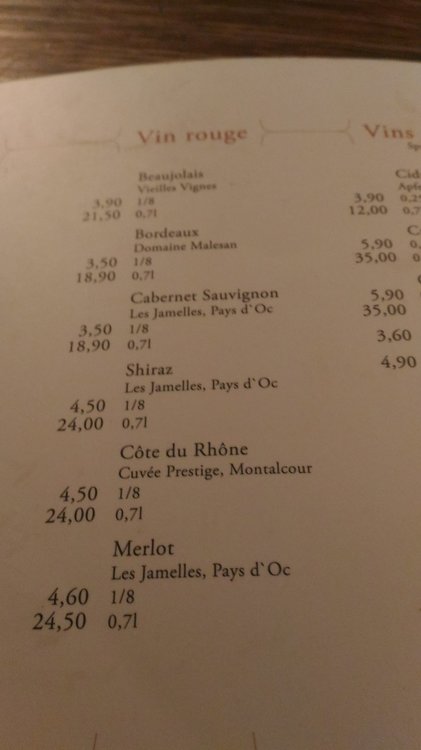 Vin rouge
Beaujolais
Vieilles Vignes
3,90 1/8
21,50 0,7l
Bordeaux
Domaine Malesan
3,50 1/8
18,90 0,7l
Cabernet Sauvignon
Les Jamelles, Pays d`Oc
3,50 1/8
18,90 0,7l
Shiraz
Les Jamelles, Pays d`Oc
4,50 1/8
24,00 0,7l
Côte du Rhône
Cuvée Prestige, Montalcour
4,50 1/8
24,00 0,7l
Merlot
Les Jamelles, Pays d`Oc
4,60 1/8
24,50 0,7l
Vins
3,90
12,00
5,90
35,00
5,90
35,00
3,60
4,90